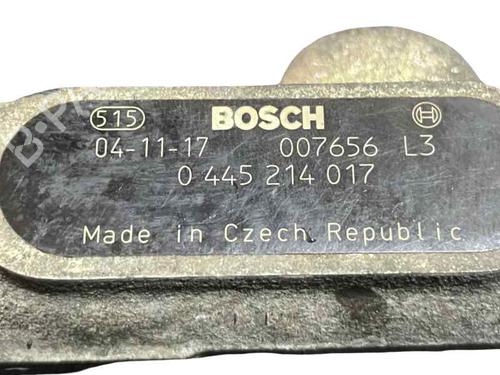 515 BOSCH
04-11-17 007656 L3
0 445 214 017
Made in Czech Republic